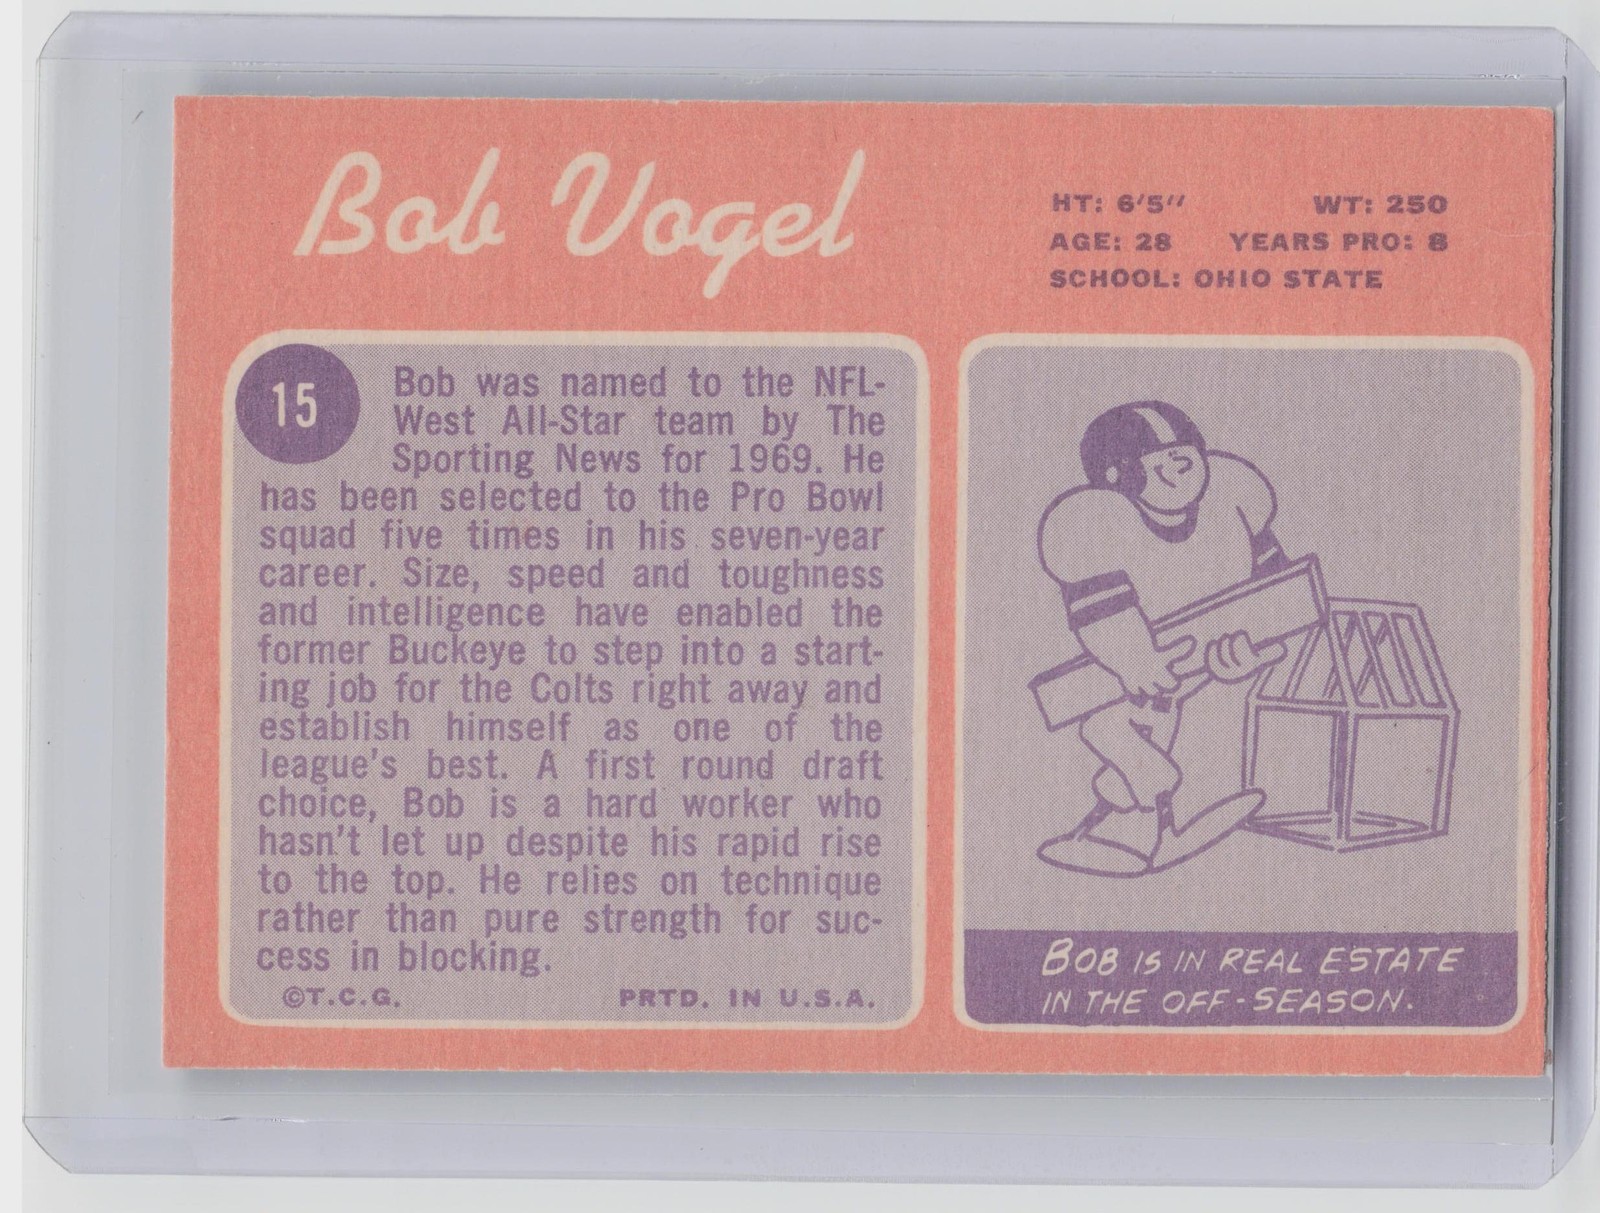 Bob Vogel
HT: 6'5" WT: 250
AGE: 28 YEARS PRO: 8
SCHOOL: OHIO STATE
15
Bob was named to the NFL-
West All-Star team by The
Sporting News for 1969. He
has been selected to the Pro Bowl
squad five times in his seven-year
career. Size, speed and toughness
and intelligence have enabled the
former Buckeye to step into a start-
ing job for the Colts right away and
establish himself as one of the
league's best. A first round draft
choice, Bob is a hard worker who
hasn't let up despite his rapid rise
to the top. He relies on technique
rather than pure strength for suc-
cess in blocking.
©T.C.G. PRTD. IN U.S.A.
BOB IS IN REAL ESTATE
IN THE OFF-SEASON.